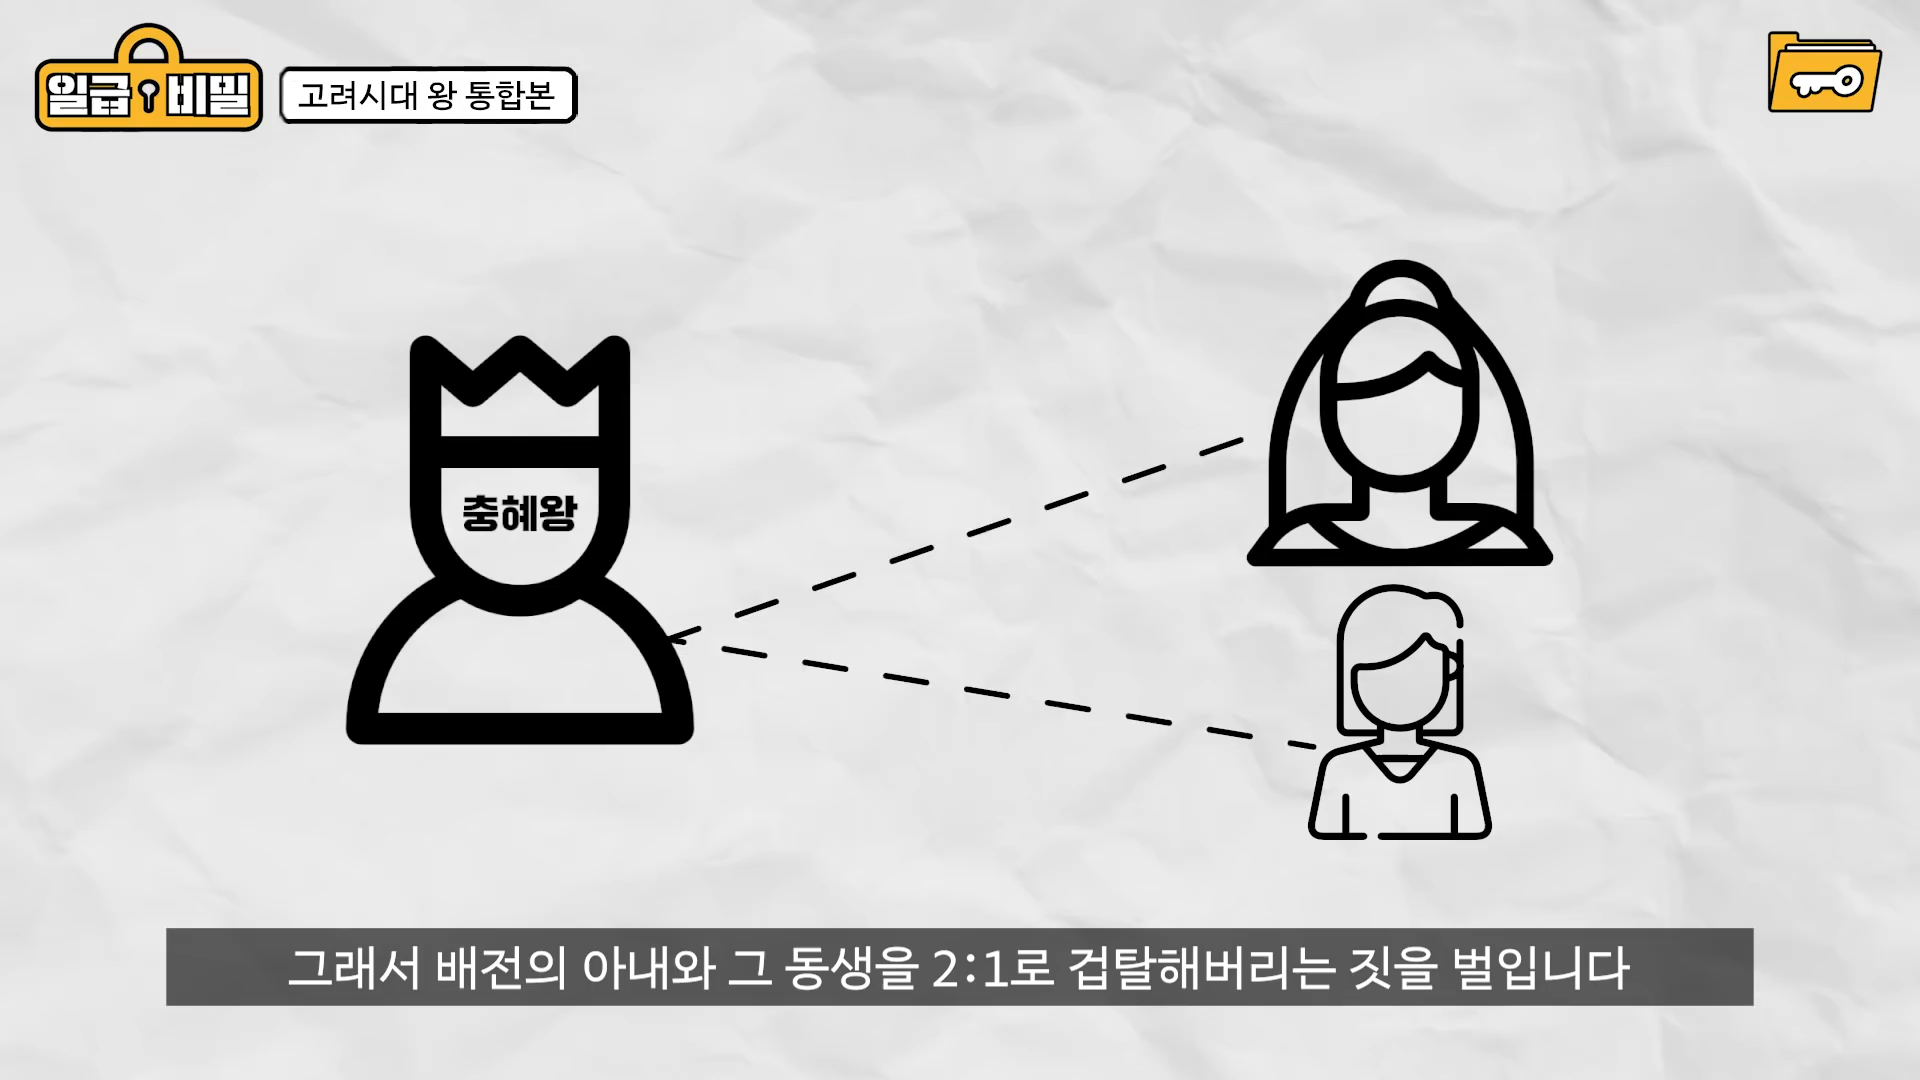 일급비밀
고려시대 왕 통합본
충혜왕
그래서 배전의 아내와 그 동생을 2:1로 겁탈해버리는 짓을 벌입니다